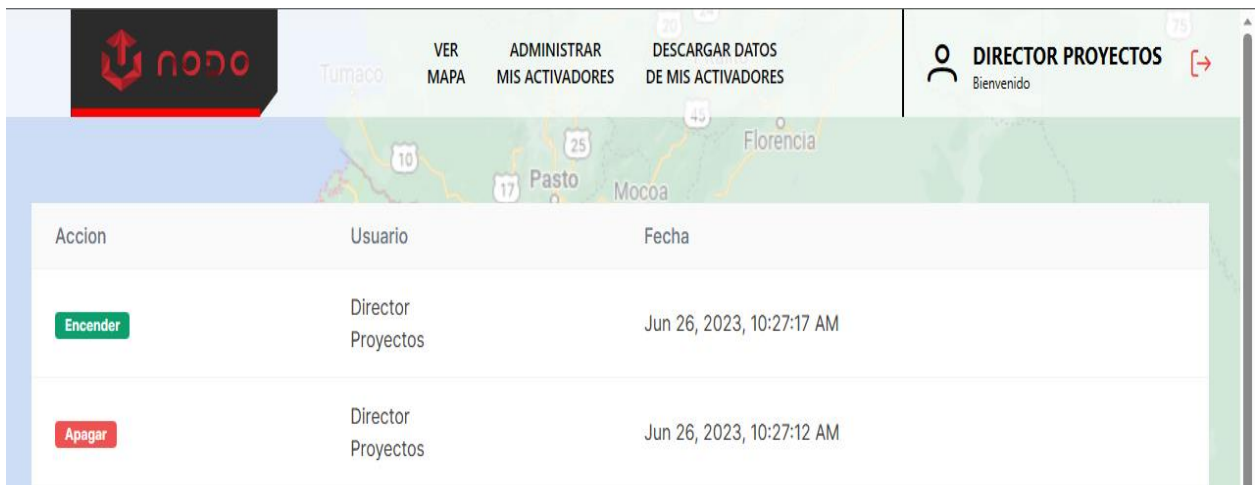 nodo
VER
MAPA
ADMINISTRAR
MIS ACTIVADORES
DESCARGAR DATOS
DE MIS ACTIVADORES
DIRECTOR PROYECTOS
Bienvenido
Tumaco
20
24
75
45
Florencia
25
10
17
Pasto
Mocoa
Accion Usuario Fecha
Encender
Director
Proyectos
Jun 26, 2023, 10:27:17 AM
Apagar
Director
Proyectos
Jun 26, 2023, 10:27:12 AM